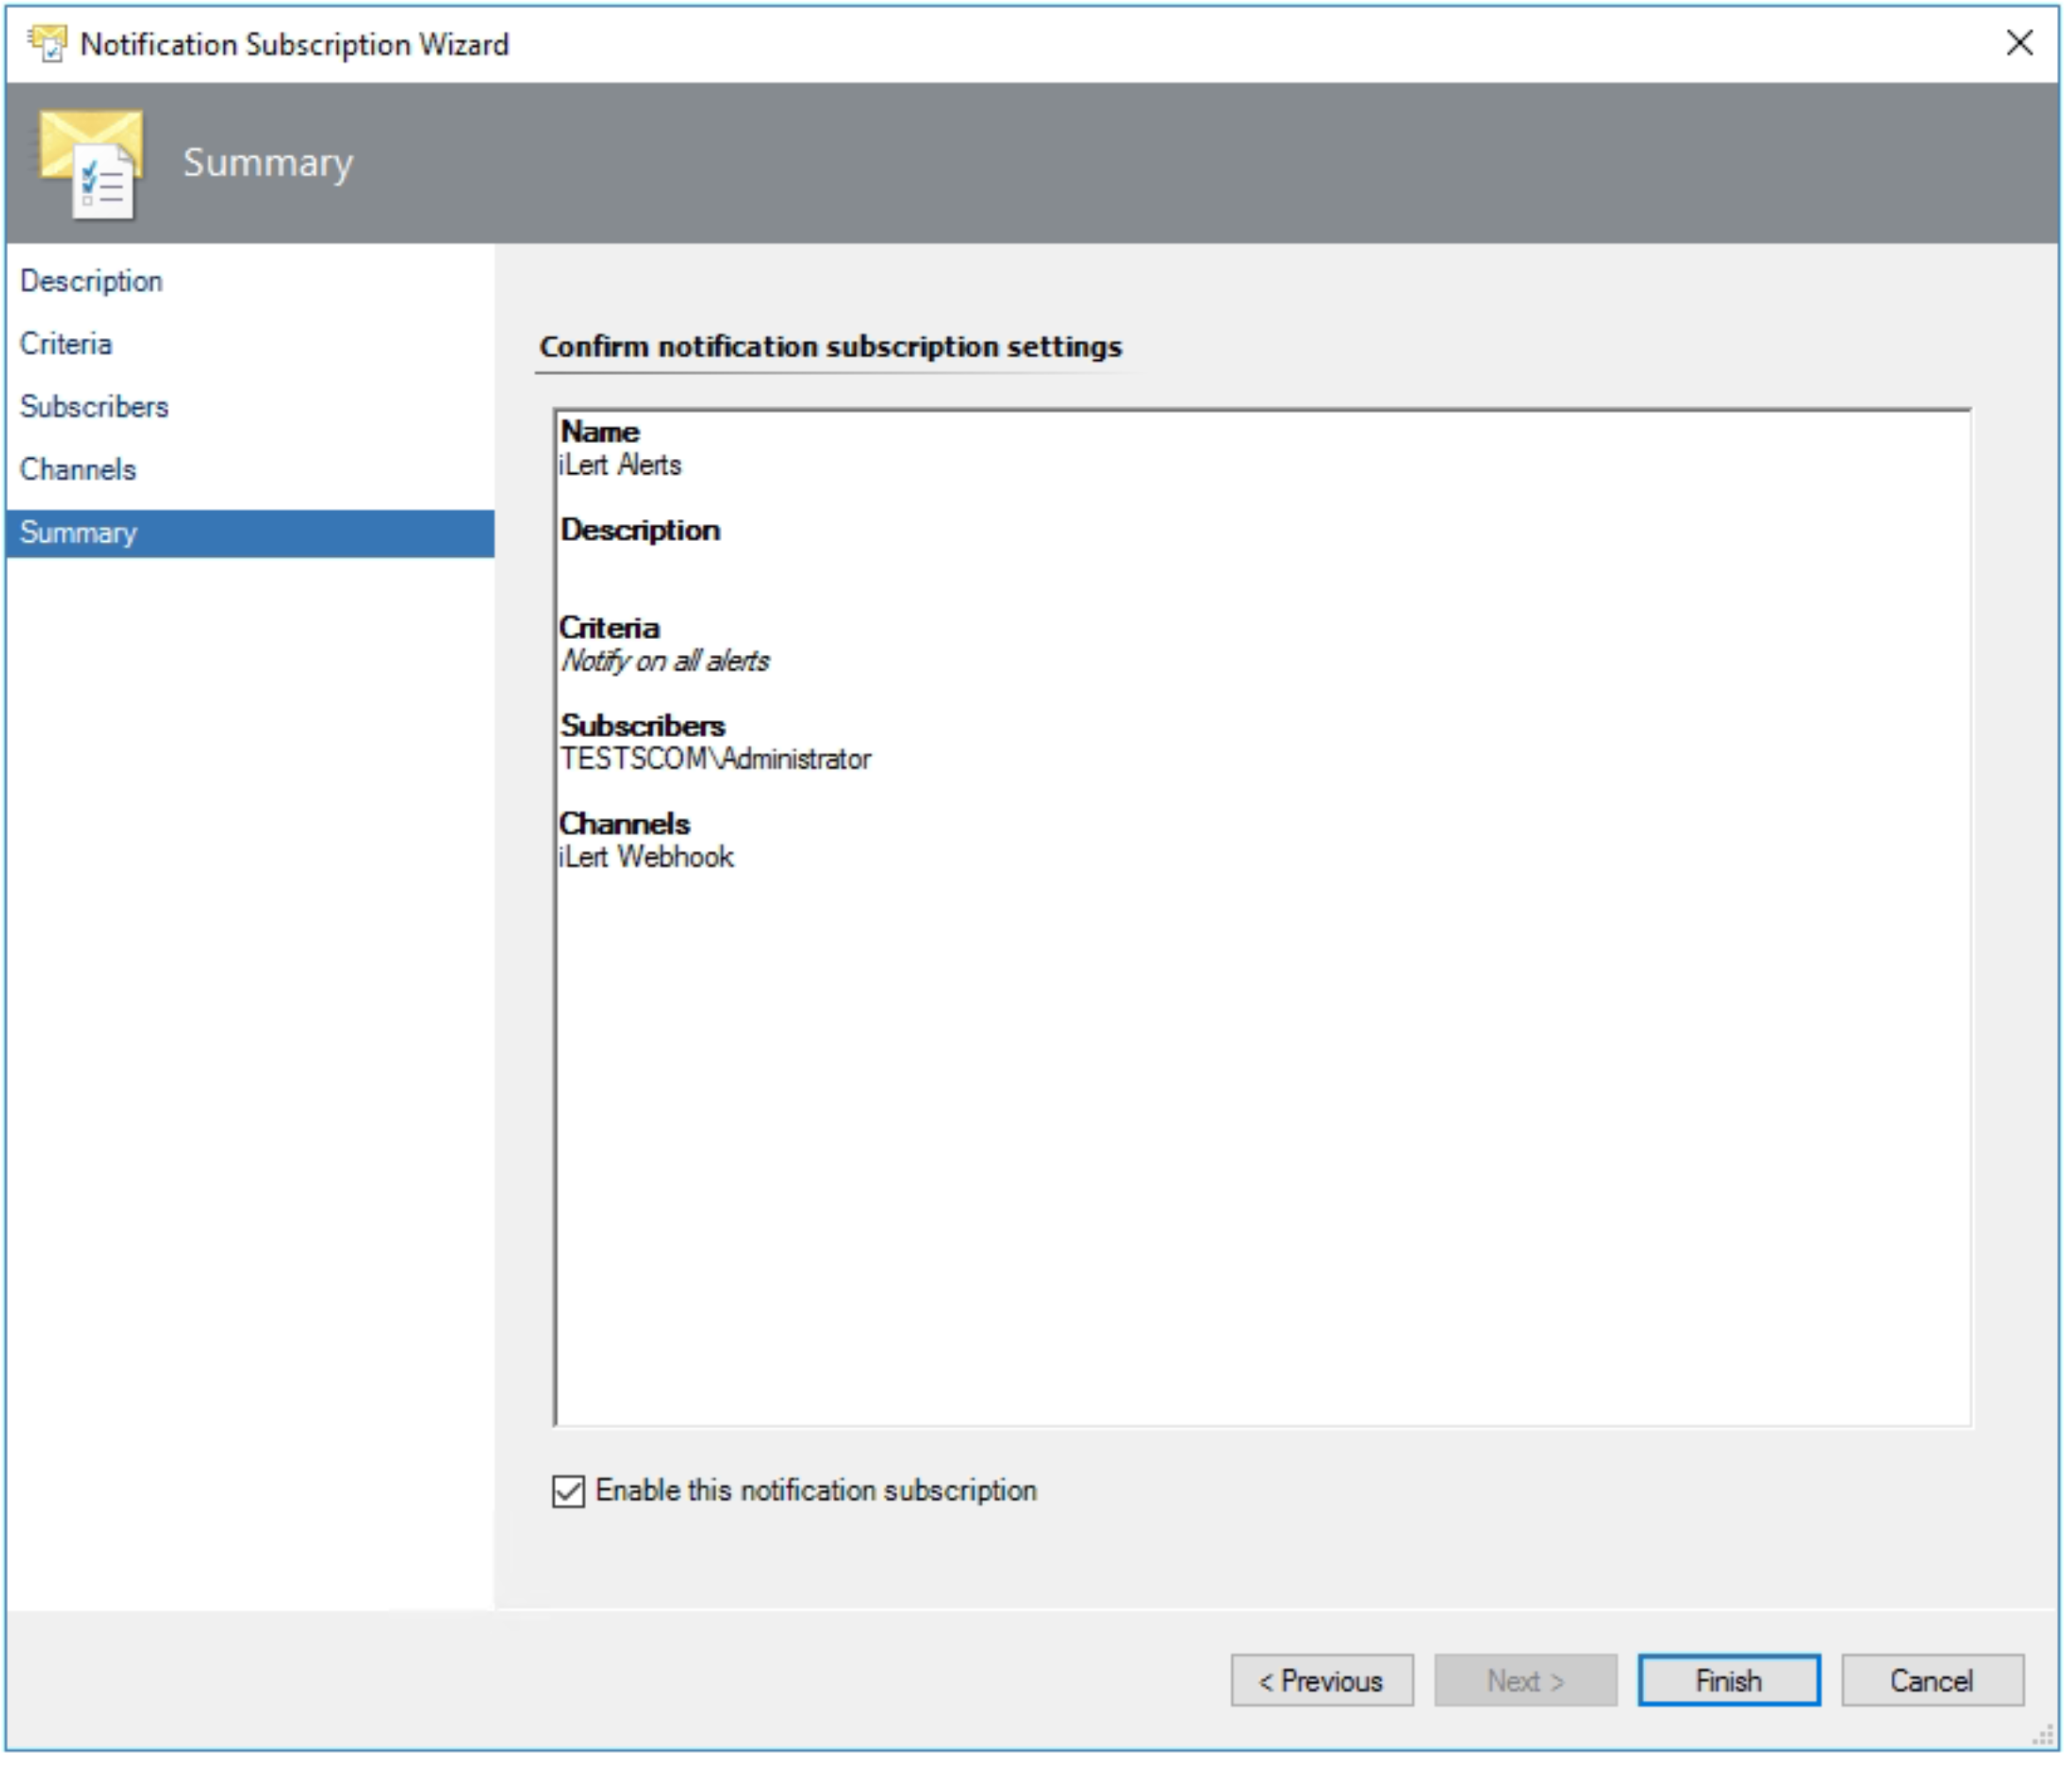 Notification Subscription Wizard
Summary
Description
Criteria
Subscribers
Channels
Summary
Confirm notification subscription settings
Name
iLert Alerts
Description
Criteria
Notify on all alerts
Subscribers
TESTSCOM\Administrator
Channels
iLert Webhook
Enable this notification subscription
< Previous
Next >
Finish
Cancel